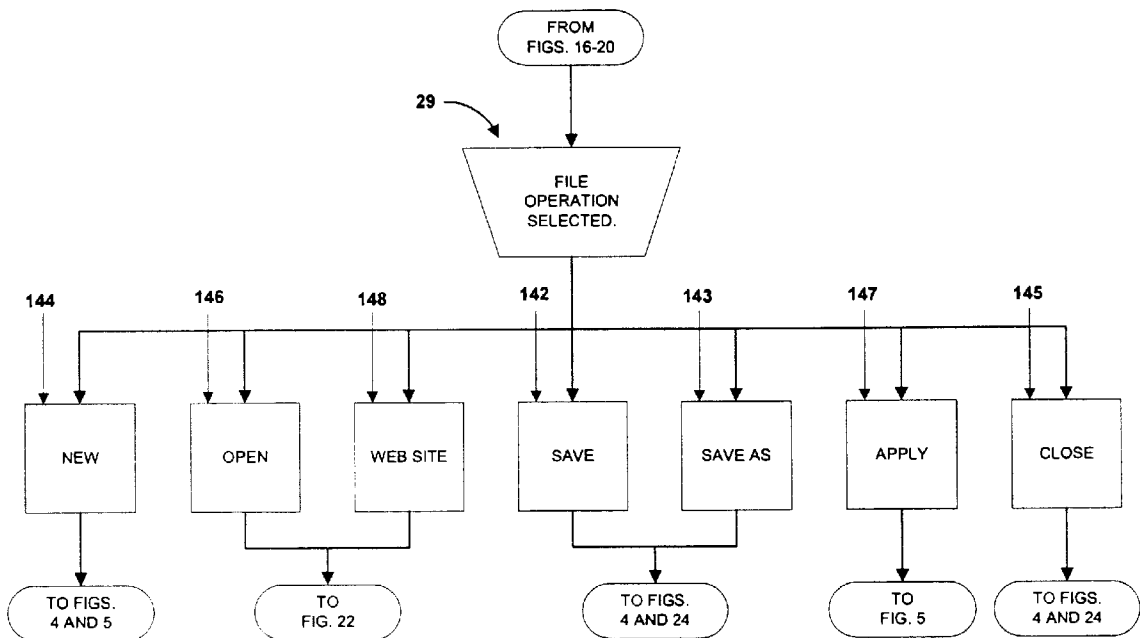 FROM
FIGS. 16-20
29
FILE
OPERATION
SELECTED.
144
146
148
142
143
147
145
NEW
OPEN
WEB SITE
SAVE
SAVE AS
APPLY
CLOSE
TO FIGS.
4 AND 5
TO
FIG. 22
TO FIGS.
4 AND 24
TO
FIG. 5
TO FIGS.
4 AND 24